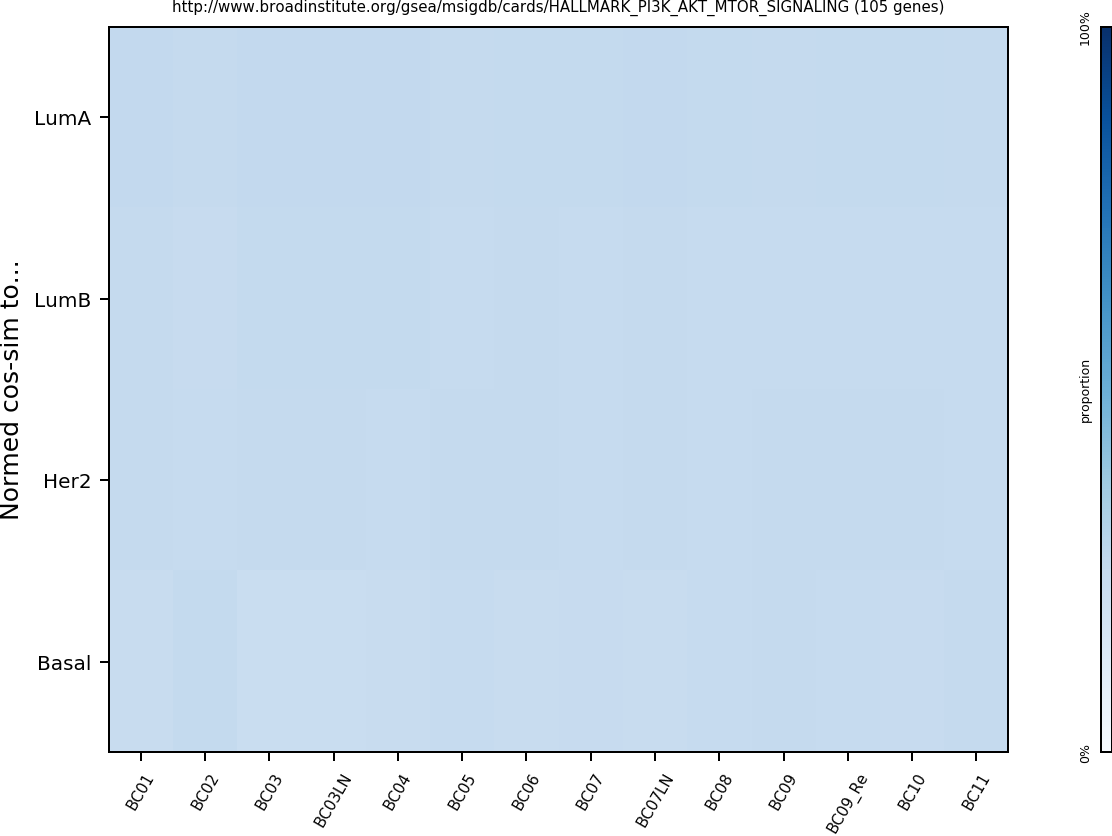 http://www.broadinstitute.org/gsea/msigdb/cards/HALLMARK_PI3K_AKT_MTOR_SIGNALING (105 genes)
Normed cos-sim to...
LumA
LumB
Her2
Basal
BC01
BC02
BC03
BC03LN
BC04
BC05
BC06
BC07
BC07LN
BC08
BC09
BC09_Re
BC10
BC11
100%
proportion
0%